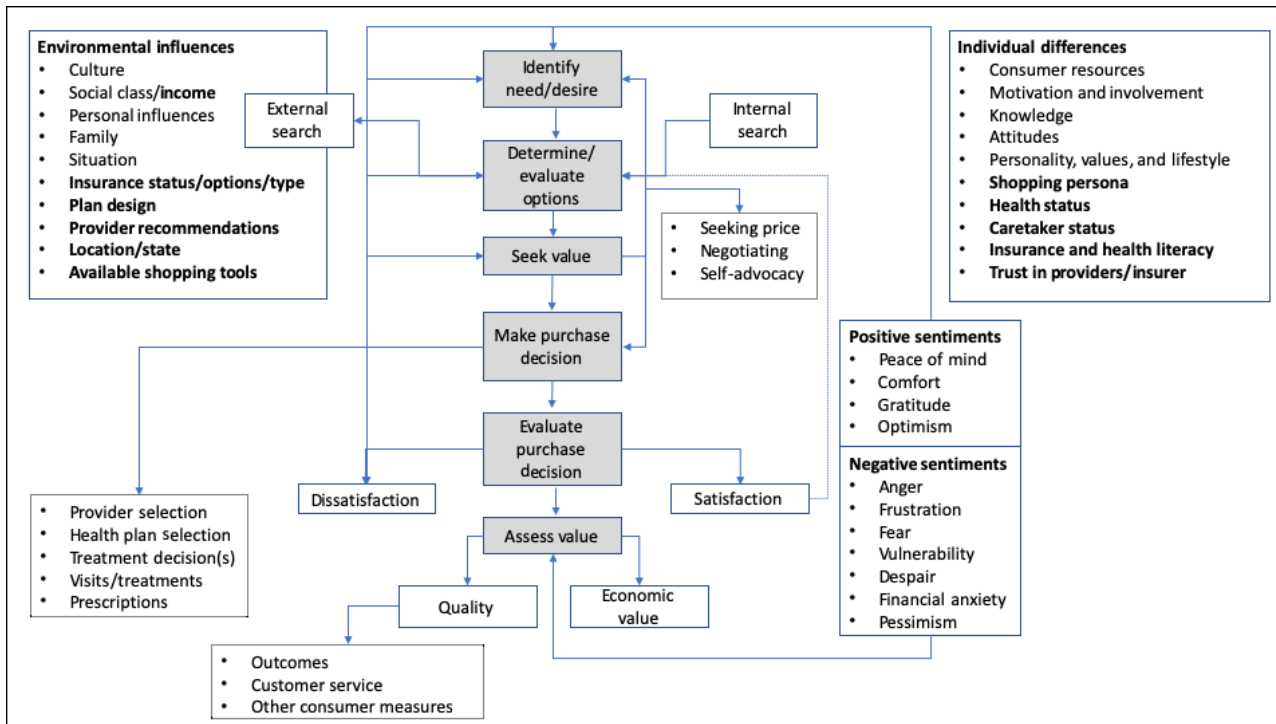 Environmental influences
• Culture
• Social class/income
• Personal influences
• Family
• Situation
• Insurance status/options/type
• Plan design
• Provider recommendations
• Location/state
• Available shopping tools
External
search
Identify
need/desire
Internal
search
Determine/
evaluate
options
• Seeking price
• Negotiating
• Self-advocacy
Seek value
Make purchase
decision
Evaluate
purchase
decision
Dissatisfaction
Satisfaction
Assess value
Quality
Economic
value
• Provider selection
• Health plan selection
• Treatment decision(s)
• Visits/treatments
• Prescriptions
• Outcomes
• Customer service
• Other consumer measures
Individual differences
• Consumer resources
• Motivation and involvement
• Knowledge
• Attitudes
• Personality, values, and lifestyle
• Shopping persona
• Health status
• Caretaker status
• Insurance and health literacy
• Trust in providers/insurer
Positive sentiments
• Peace of mind
• Comfort
• Gratitude
• Optimism
Negative sentiments
• Anger
• Frustration
• Fear
• Vulnerability
• Despair
• Financial anxiety
• Pessimism